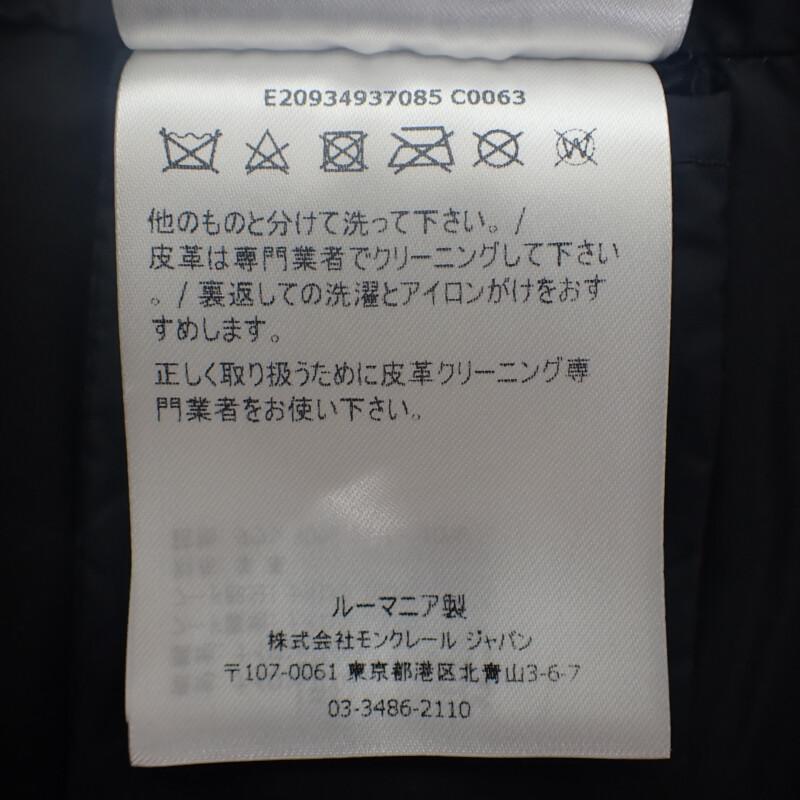 E20934937085 C0063
W
他のものと分けて洗って下さい。/
皮革は専門業者でクリーニングして下さい
。/ 裏返しての洗濯とアイロンがけをおす
すめします。
正しく取り扱うために皮革クリーニング専
門業者をお使い下さい。
ルーマニア製
株式会社モンクレール ジャパン
〒107-0061 東京都港区北青山3-6-7
03-3486-2110